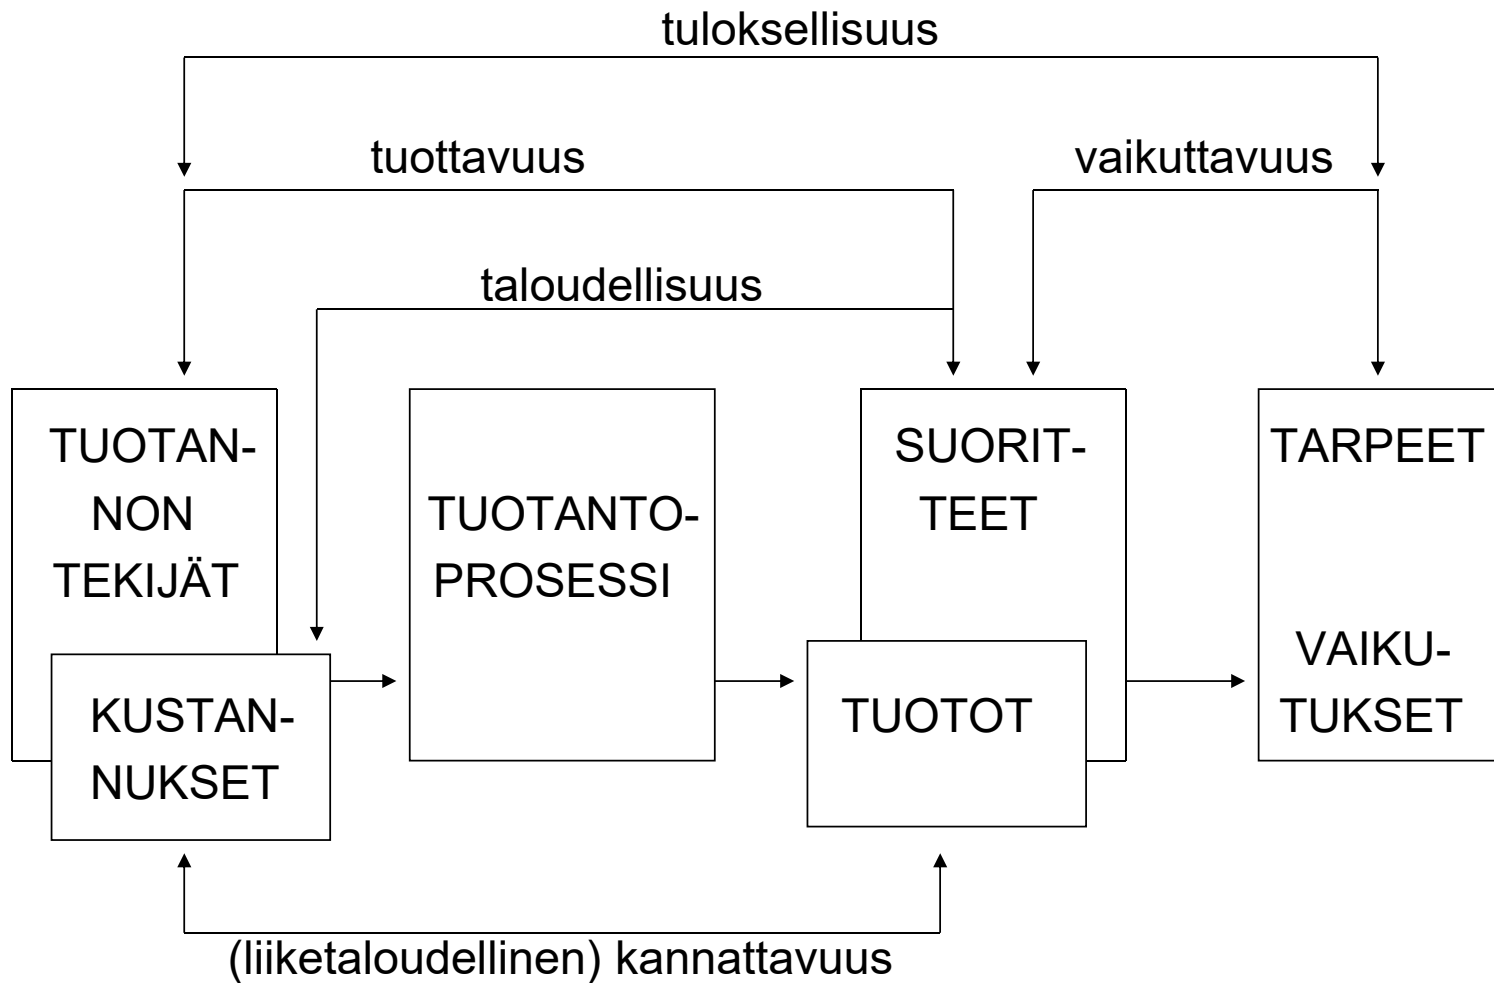 tuloksellisuus
tuottavuus
vaikuttavuus
taloudellisuus
TUOTAN-
NON
TEKIJÄT
KUSTAN-
NUKSET
TUOTANTO-
PROSESSI
SUORIT-
TEET
TUOTOT
TARPEET
VAIKU-
TUKSET
(liiketaloudellinen) kannattavuus